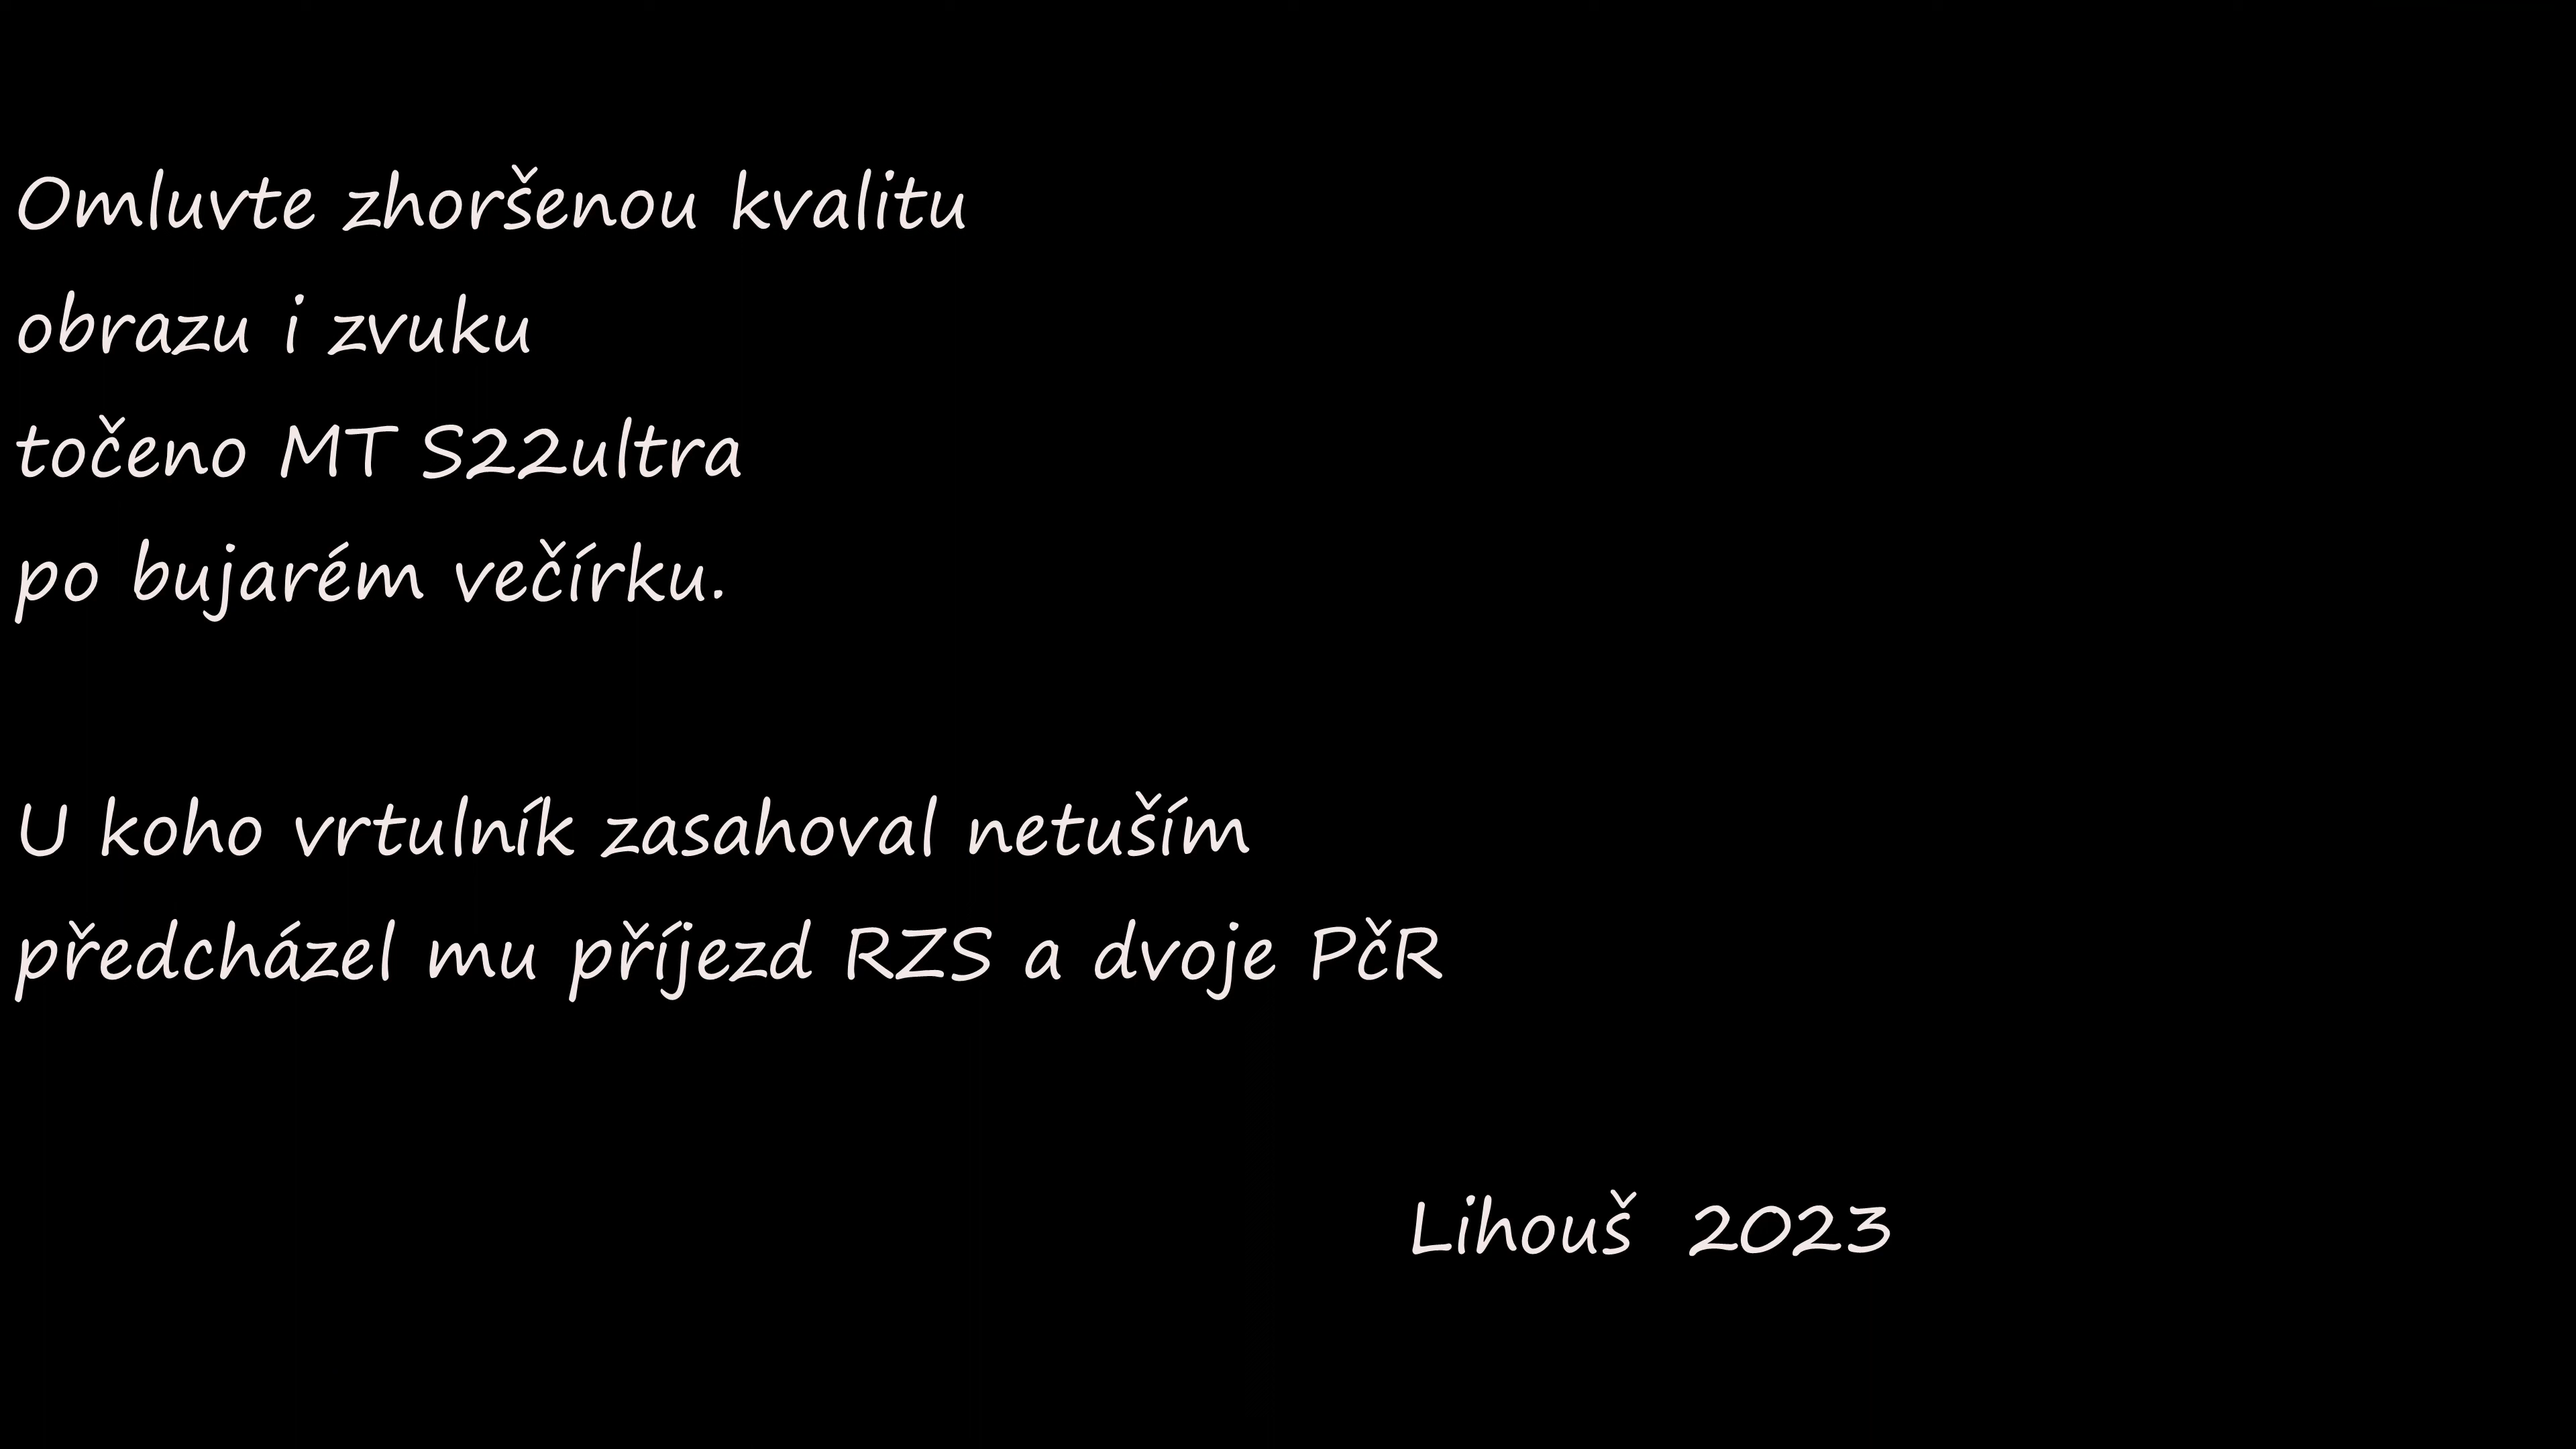 Omluvte zhoršenou kvalitu
obrazu i zvuku
točeno MT S22ultra
po bujarém večírku.
U koho vrtulník zasahoval netuším
předcházel mu příjezd RZS a dvoje PčR
Lihouš 2023